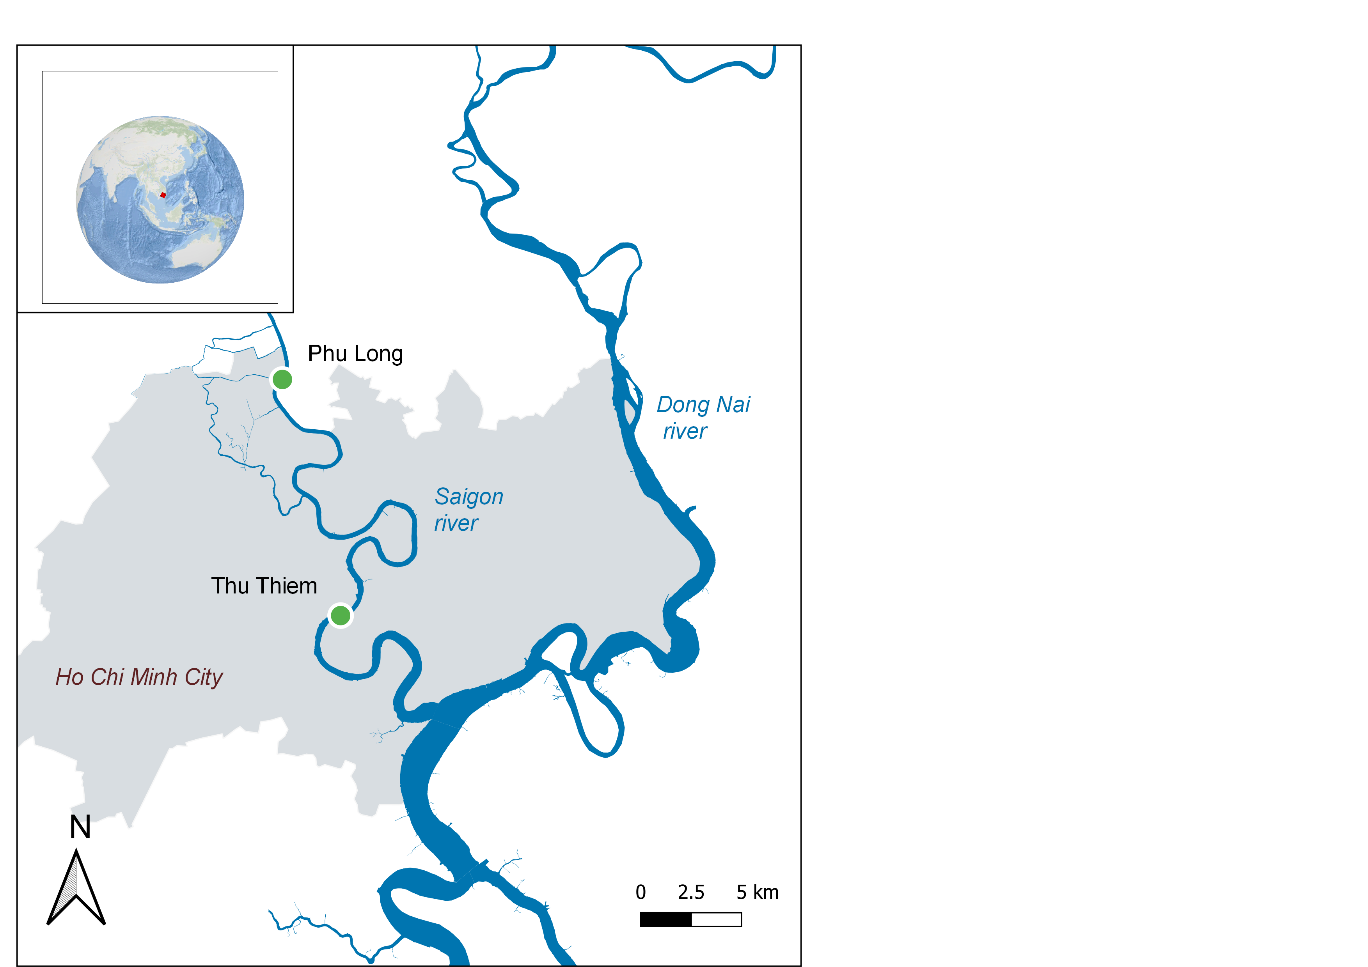 Phu Long
Dong Nai
river
Saigon
river
Thu Thiem
Ho Chi Minh City
N
0 2.5 5 km